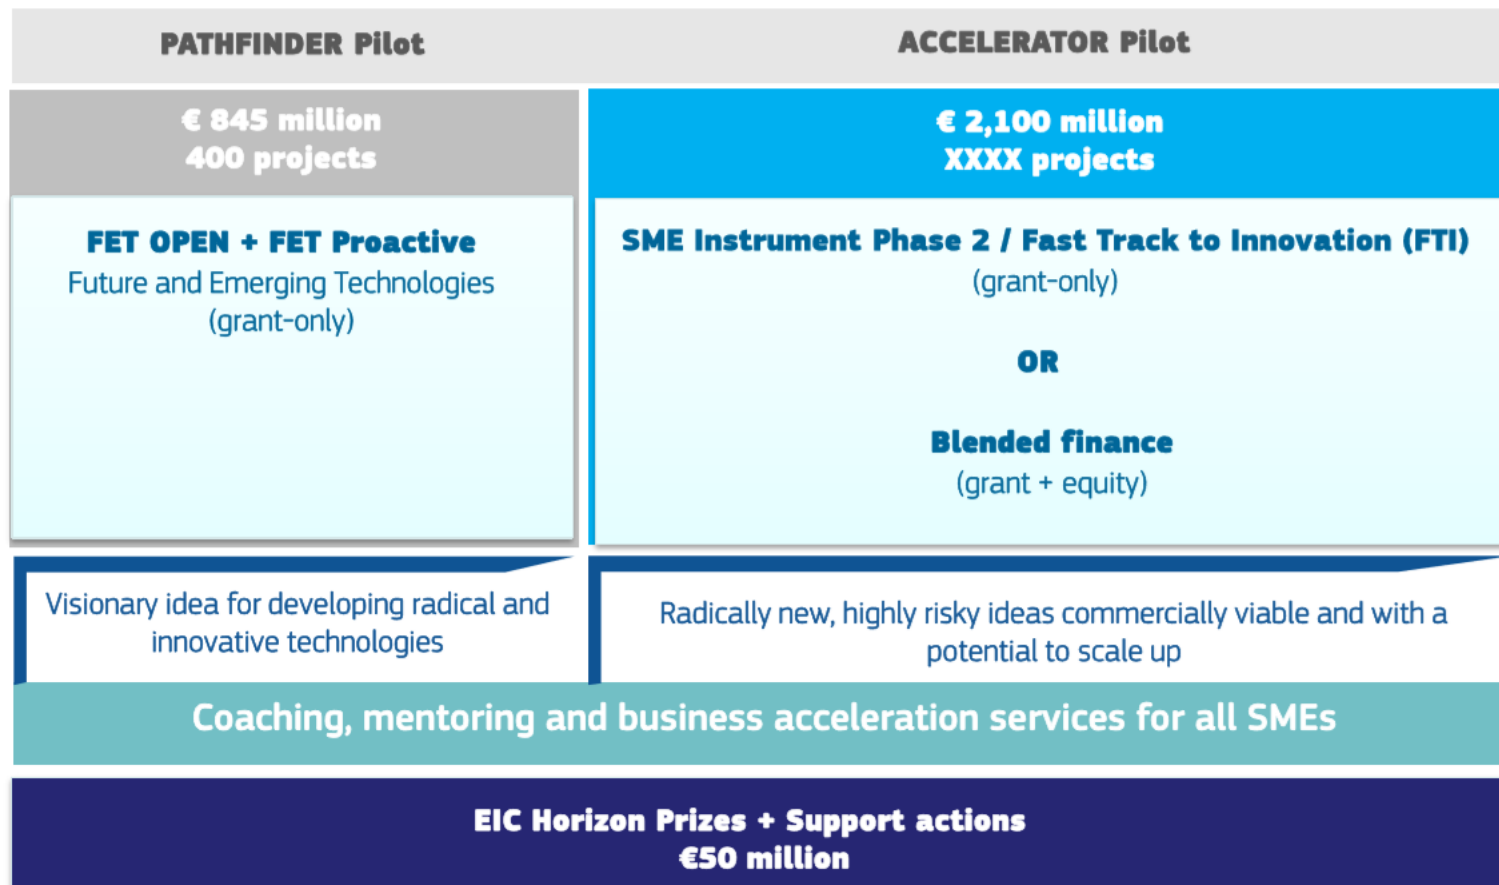 PATHFINDER Pilot
ACCELERATOR Pilot
€ 845 million
400 projects
€ 2,100 million
XXXX projects
FET OPEN + FET Proactive
Future and Emerging Technologies
(grant-only)
SME Instrument Phase 2 / Fast Track to Innovation (FTI)
(grant-only)
OR
Blended finance
(grant + equity)
Visionary idea for developing radical and
innovative technologies
Radically new, highly risky ideas commercially viable and with a
potential to scale up
Coaching, mentoring and business acceleration services for all SMEs
EIC Horizon Prizes + Support actions
€50 million